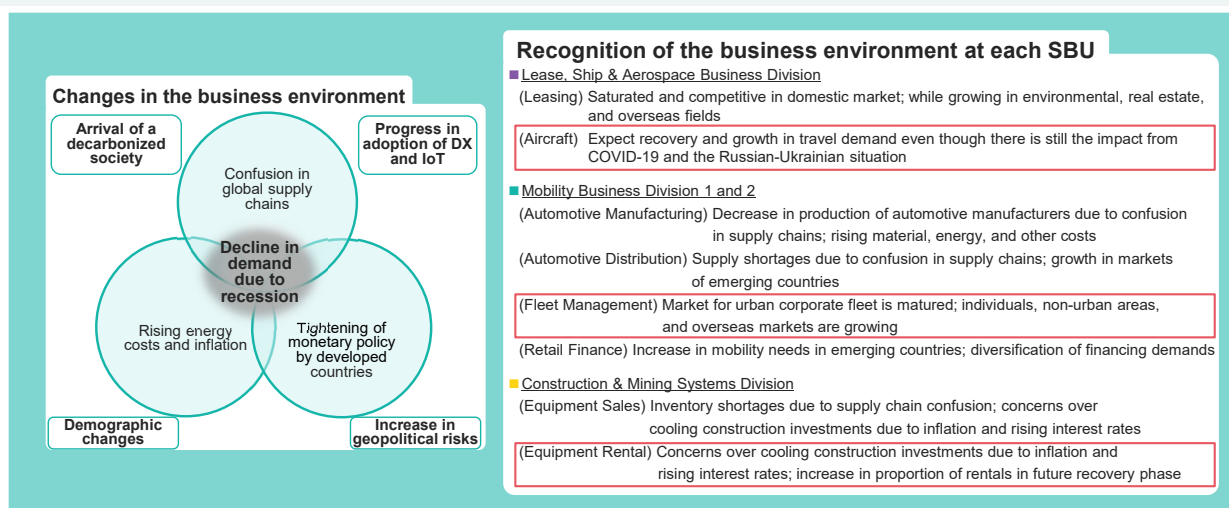 Changes in the business environment
Arrival of a
decarbonized
society
Progress in
adoption of DX
and IoT
Confusion in
global supply
chains
Decline in
demand
due to
recession
Rising energy
costs and inflation
Tightening of
monetary policy
by developed
countries
Demographic
changes
Increase in
geopolitical risks
Recognition of the business environment at each SBU
Lease, Ship & Aerospace Business Division
(Leasing) Saturated and competitive in domestic market; while growing in environmental, real estate,
and overseas fields
(Aircraft) Expect recovery and growth in travel demand even though there is still the impact from
COVID-19 and the Russian-Ukrainian situation
Mobility Business Division 1 and 2
(Automotive Manufacturing) Decrease in production of automotive manufacturers due to confusion
in supply chains; rising material, energy, and other costs
(Automotive Distribution) Supply shortages due to confusion in supply chains; growth in markets
of emerging countries
(Fleet Management) Market for urban corporate fleet is matured; individuals, non-urban areas,
and overseas markets are growing
(Retail Finance) Increase in mobility needs in emerging countries; diversification of financing demands
Construction & Mining Systems Division
(Equipment Sales) Inventory shortages due to supply chain confusion; concerns over
cooling construction investments due to inflation and rising interest rates
(Equipment Rental) Concerns over cooling construction investments due to inflation and
rising interest rates; increase in proportion of rentals in future recovery phase